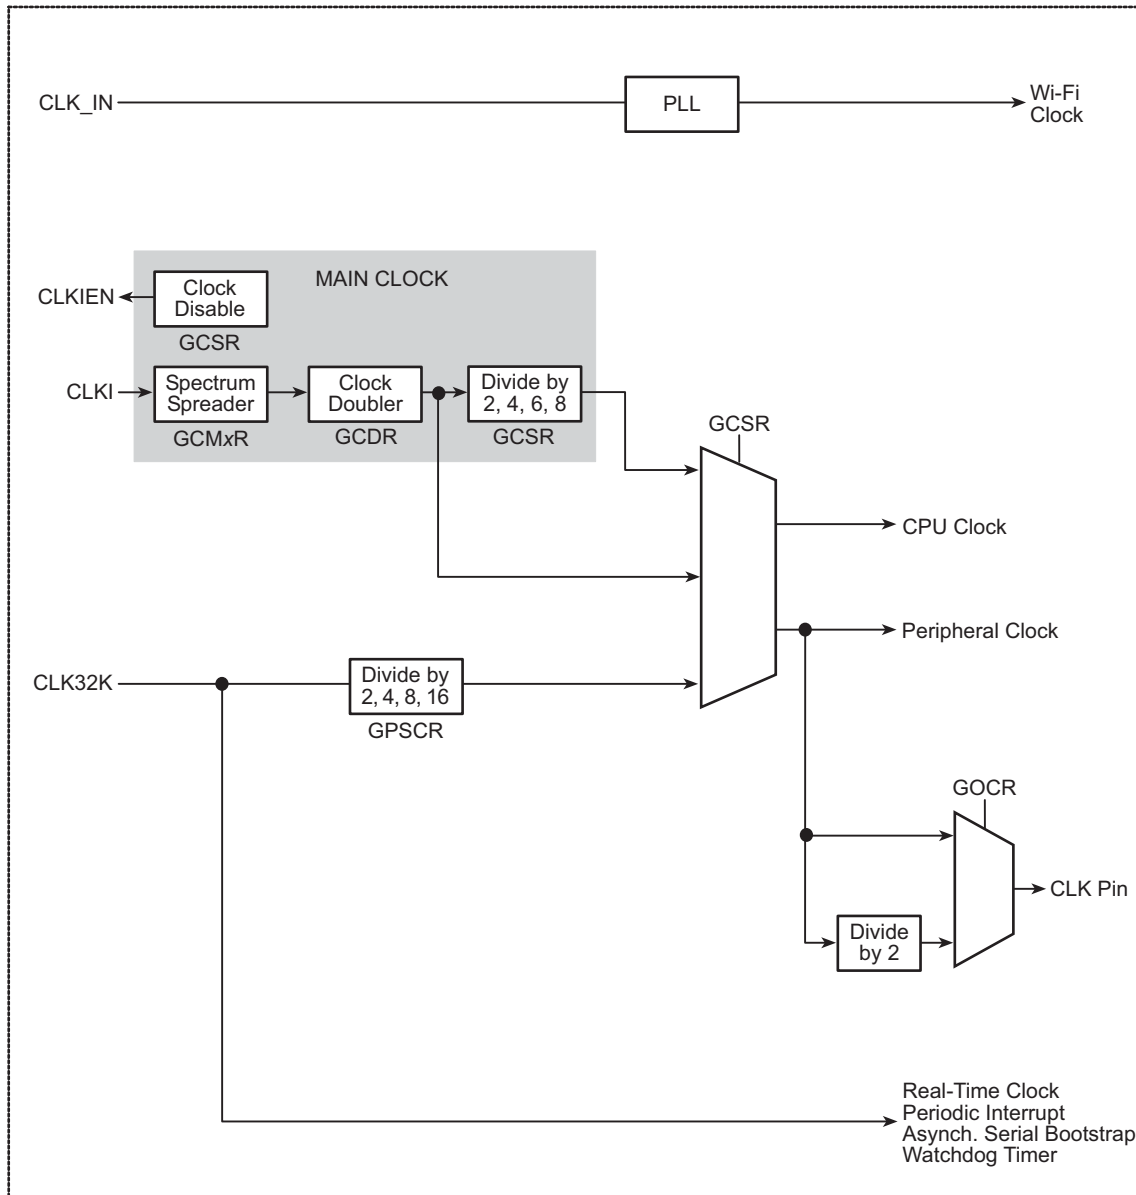 CLK_IN
PLL
Wi-Fi
Clock
MAIN CLOCK
CLKIEN
Clock
Disable
GCSR
CLKI
Spectrum
Spreader
GCMxR
Clock
Doubler
GCDR
Divide by
2, 4, 6, 8
GCSR
GCSR
CPU Clock
Peripheral Clock
CLK32K
Divide by
2, 4, 8, 16
GPSCR
GOCR
CLK Pin
Divide
by 2
Real-Time Clock
Periodic Interrupt
Asynch. Serial Bootstrap
Watchdog Timer